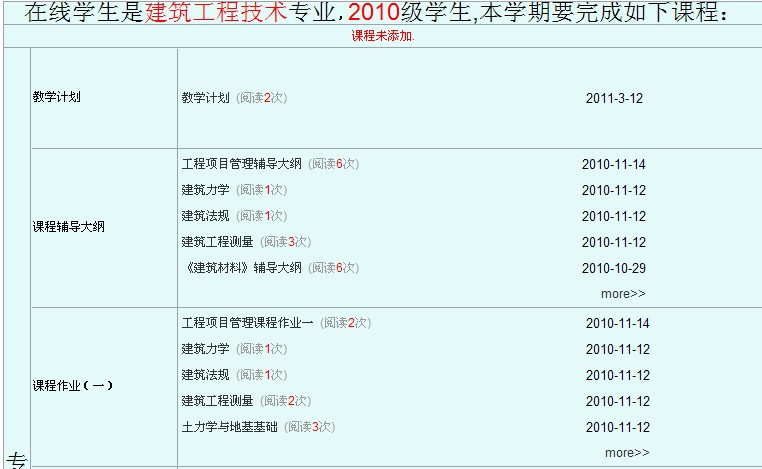 在线学生是建筑工程技术专业,2010级学生,本学期要完成如下课程：
课程未添加.
教学计划 教学计划 (阅读2次) 2011-3-12
课程辅导大纲
工程项目管理辅导大纲 (阅读6次) 2010-11-14
建筑力学 (阅读1次) 2010-11-12
建筑法规 (阅读1次) 2010-11-12
建筑工程测量 (阅读3次) 2010-11-12
《建筑材料》辅导大纲 (阅读6次) 2010-10-29
more>>
课程作业（一）
工程项目管理课程作业一 (阅读2次) 2010-11-14
建筑力学 (阅读1次) 2010-11-12
建筑法规 (阅读1次) 2010-11-12
建筑工程测量 (阅读2次) 2010-11-12
土力学与地基基础 (阅读3次) 2010-11-12
more>>
专